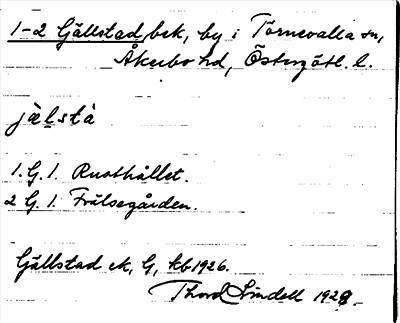 1-2 Gällstad bek, by i Törnevalla sn,
Åkerbo hd, Östergötl. l.
jälstà
1. G. 1. Rusthållet.
2 G. 1. Frälsegården.
Gällstad ek, G, kb 1926.
Thord Lindell 1928.